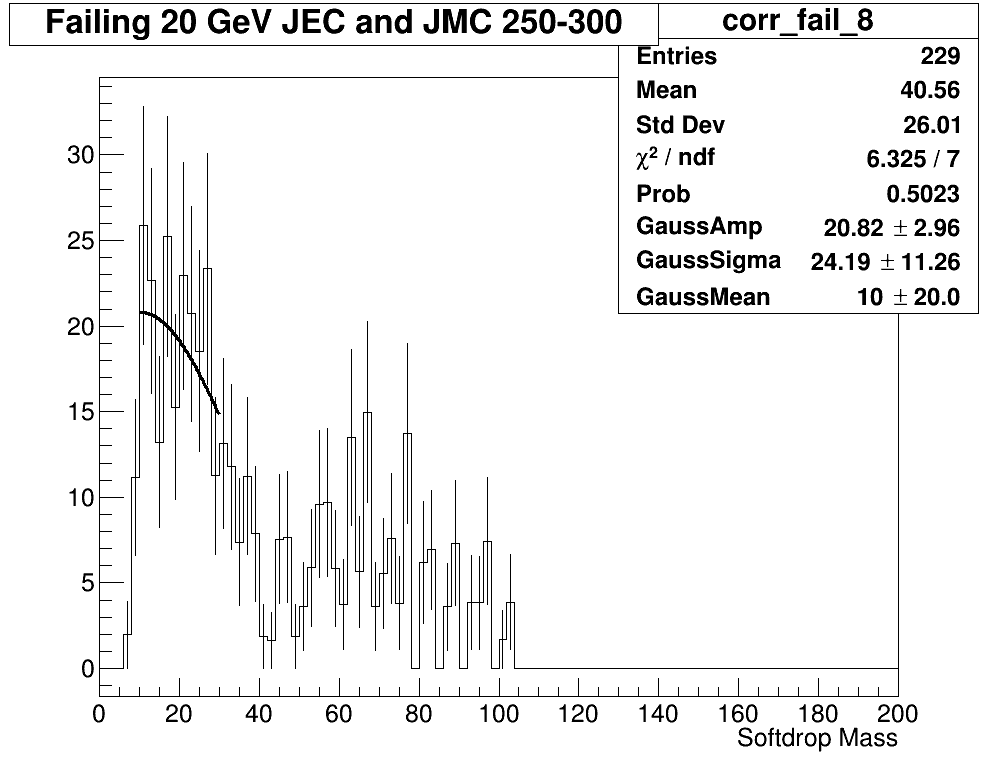 Failing 20 GeV JEC and JMC 250-300
corr_fail_8
Entries 229
Mean 40.56
Std Dev 26.01
χ² / ndf 6.325 / 7
Prob 0.5023
GaussAmp 20.82 ± 2.96
GaussSigma 24.19 ± 11.26
GaussMean 10 ± 20.0
30
25
20
15
10
5
0
0 20 40 60 80 100 120 140 160 180 200
Softdrop Mass